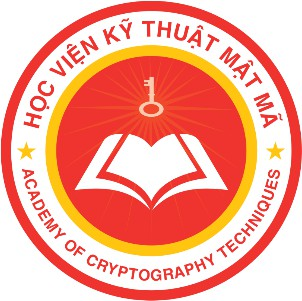 HỌC VIỆN KỸ THUẬT MẬT MÃ
ACADEMY OF CRYPTOGRAPHY TECHNIQUES